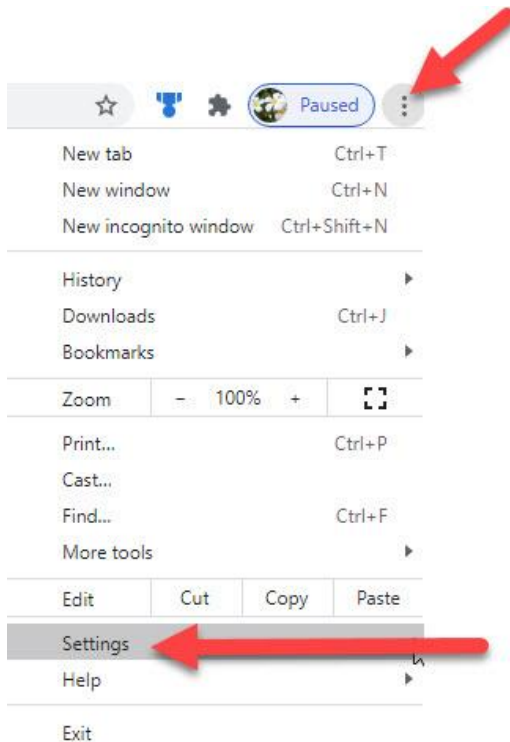 Paused
New tab Ctrl+T
New window Ctrl+N
New incognito window Ctrl+Shift+N
History
Downloads Ctrl+J
Bookmarks
Zoom - 100% +
Print... Ctrl+P
Cast...
Find... Ctrl+F
More tools
Edit Cut Copy Paste
Settings
Help
Exit